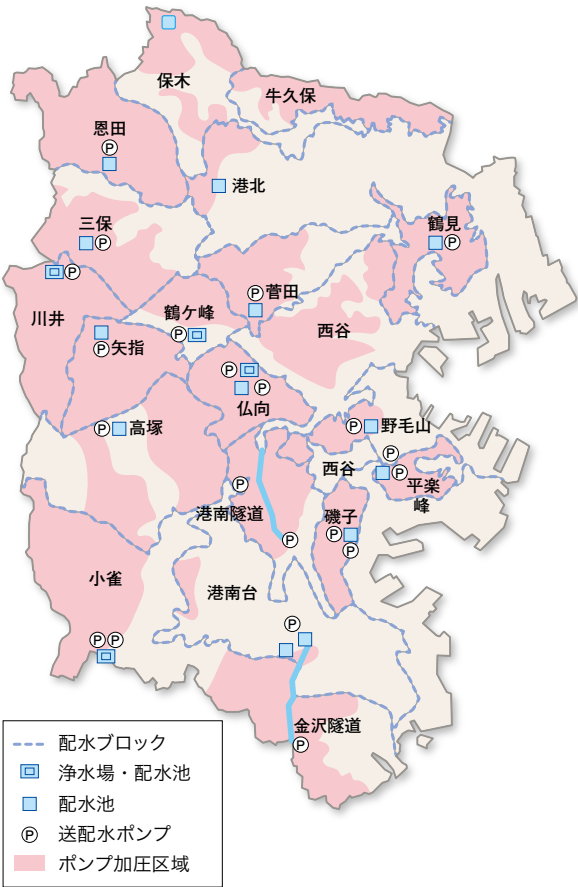 保木
牛久保
恩田
P
港北
三保
P
鶴見
P
P
川井
P
菅田
鶴ケ峰
P
西谷
P
矢指
P
P
仏向
P
高塚
P
野毛山
P
西谷
P
平楽
峰
P
港南隧道
磯子
P
P
P
小雀
港南台
P
P
P
金沢隧道
P
配水ブロック
浄水場・配水池
配水池
P
送配水ポンプ
ポンプ加圧区域